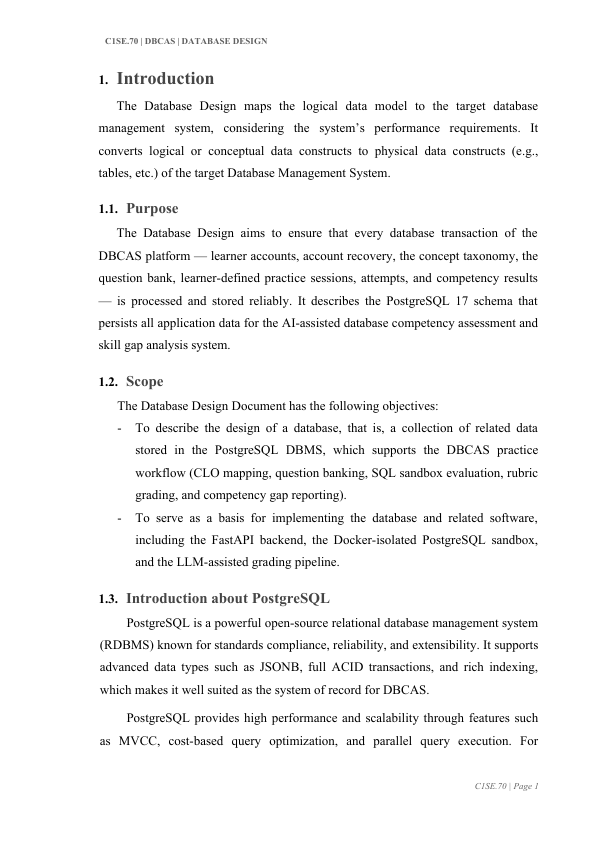 C1SE.70 | DBCAS | DATABASE DESIGN
1. Introduction
The Database Design maps the logical data model to the target database
management system, considering the system’s performance requirements. It
converts logical or conceptual data constructs to physical data constructs (e.g.,
tables, etc.) of the target Database Management System.
1.1. Purpose
The Database Design aims to ensure that every database transaction of the
DBCAS platform — learner accounts, account recovery, the concept taxonomy, the
question bank, learner-defined practice sessions, attempts, and competency results
— is processed and stored reliably. It describes the PostgreSQL 17 schema that
persists all application data for the AI-assisted database competency assessment and
skill gap analysis system.
1.2. Scope
The Database Design Document has the following objectives:
- To describe the design of a database, that is, a collection of related data
stored in the PostgreSQL DBMS, which supports the DBCAS practice
workflow (CLO mapping, question banking, SQL sandbox evaluation, rubric
grading, and competency gap reporting).
- To serve as a basis for implementing the database and related software,
including the FastAPI backend, the Docker-isolated PostgreSQL sandbox,
and the LLM-assisted grading pipeline.
1.3. Introduction about PostgreSQL
PostgreSQL is a powerful open-source relational database management system
(RDBMS) known for standards compliance, reliability, and extensibility. It supports
advanced data types such as JSONB, full ACID transactions, and rich indexing,
which makes it well suited as the system of record for DBCAS.
PostgreSQL provides high performance and scalability through features such
as MVCC, cost-based query optimization, and parallel query execution. For
C1SE.70 | Page 1